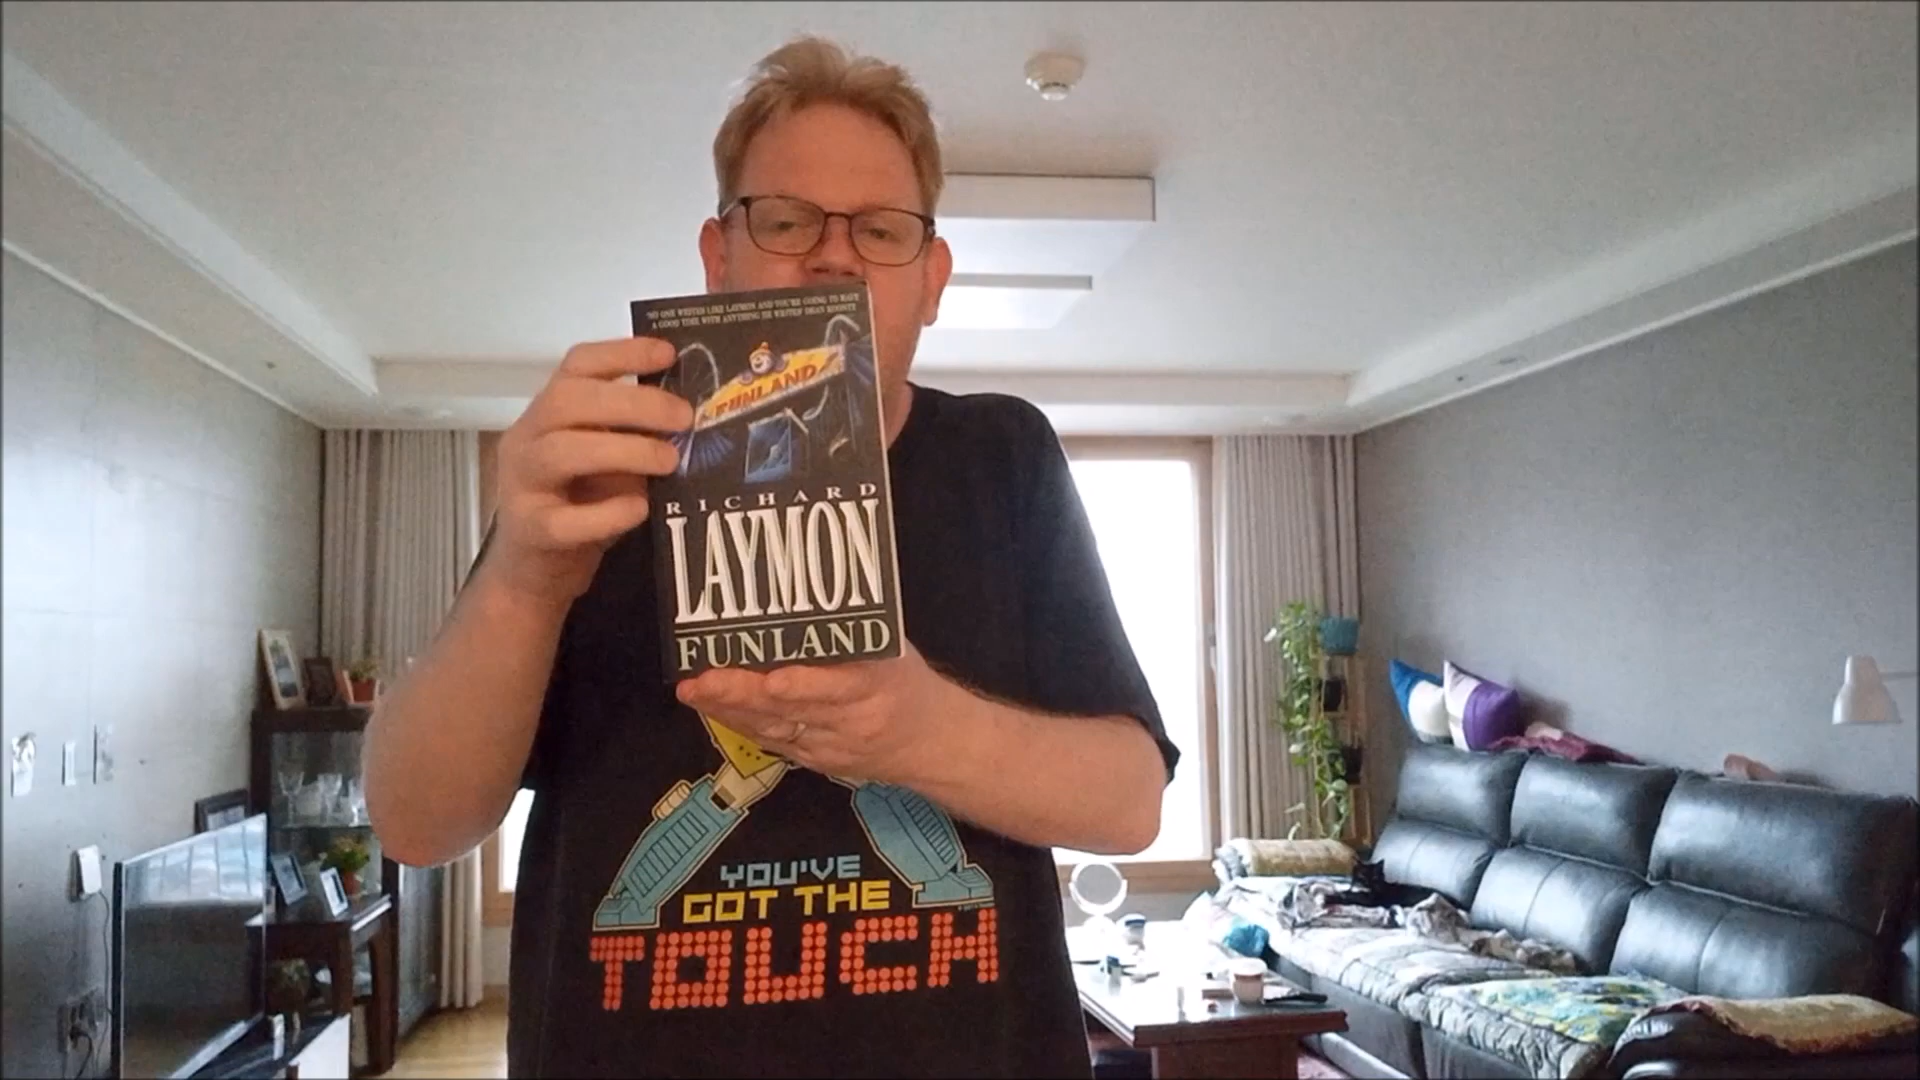 'NO ONE WRITES LIKE LAYMON AND YOU'RE GOING TO HAVE
A GOOD TIME WITH ANYTHING HE WRITES' DEAN KOONTZ
FUNLAND
RICHARD
LAYMON
FUNLAND
YOU'VE
GOT THE
TOUCH